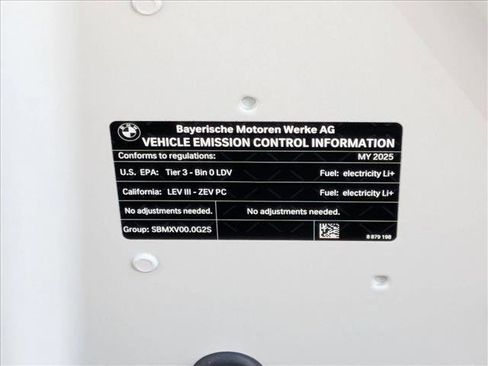 BMW
Bayerische Motoren Werke AG
VEHICLE EMISSION CONTROL INFORMATION
Conforms to regulations: MY 2025
U.S. EPA: Tier 3 - Bin 0 LDV Fuel: electricity Li+
California: LEV III - ZEV PC Fuel: electricity Li+
No adjustments needed. No adjustments needed.
Group: SBMXV00.0G2S 8 879 198